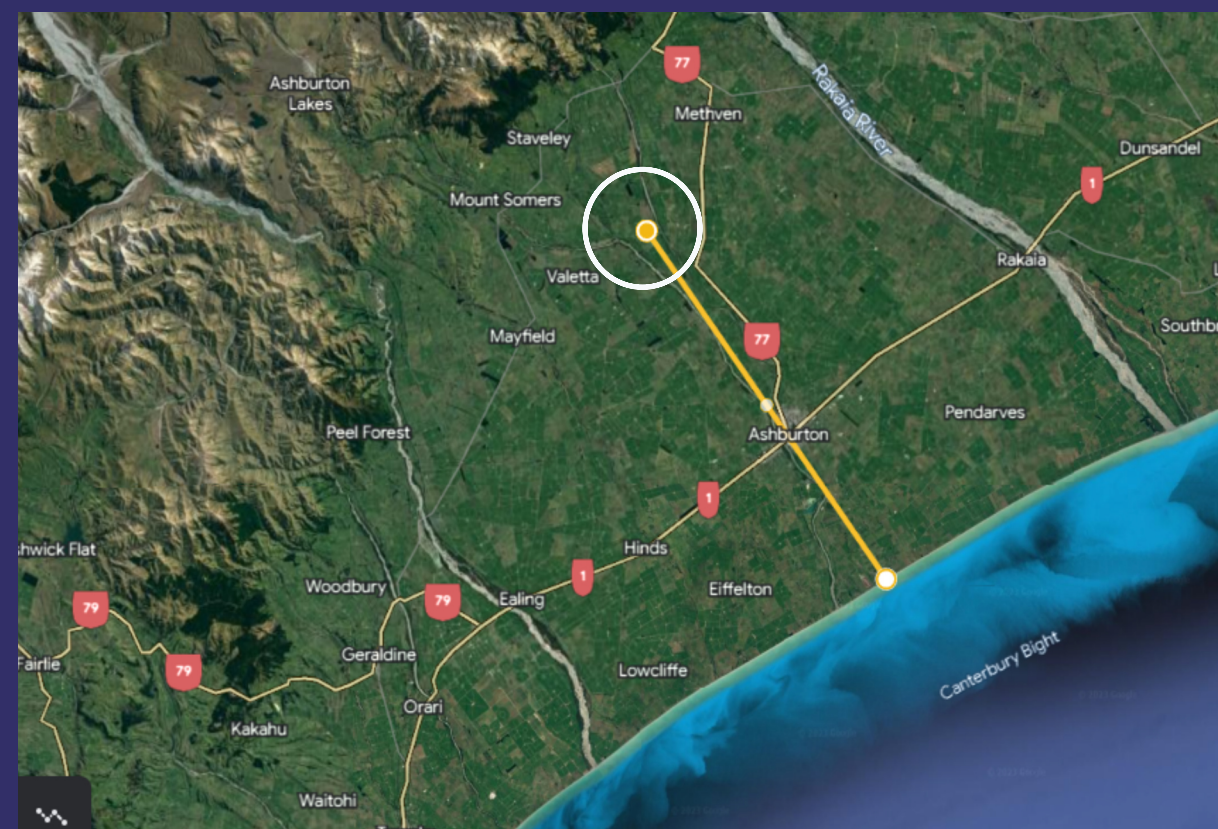 77
Ashburton
Lakes
Methven
Rakaia River
Staveley
Dunsandel
1
Mount Somers
Rakaia
Valetta
Southb
Mayfield
77
Pendarves
Peel Forest
Ashburton
1
shwick Flat
Hinds
Woodbury
1
Eiffelton
79
Ealing
79
Geraldine
Fairlie
79
Lowcliffe
Canterbury Bight
Orari
Kakahu
Waitohi